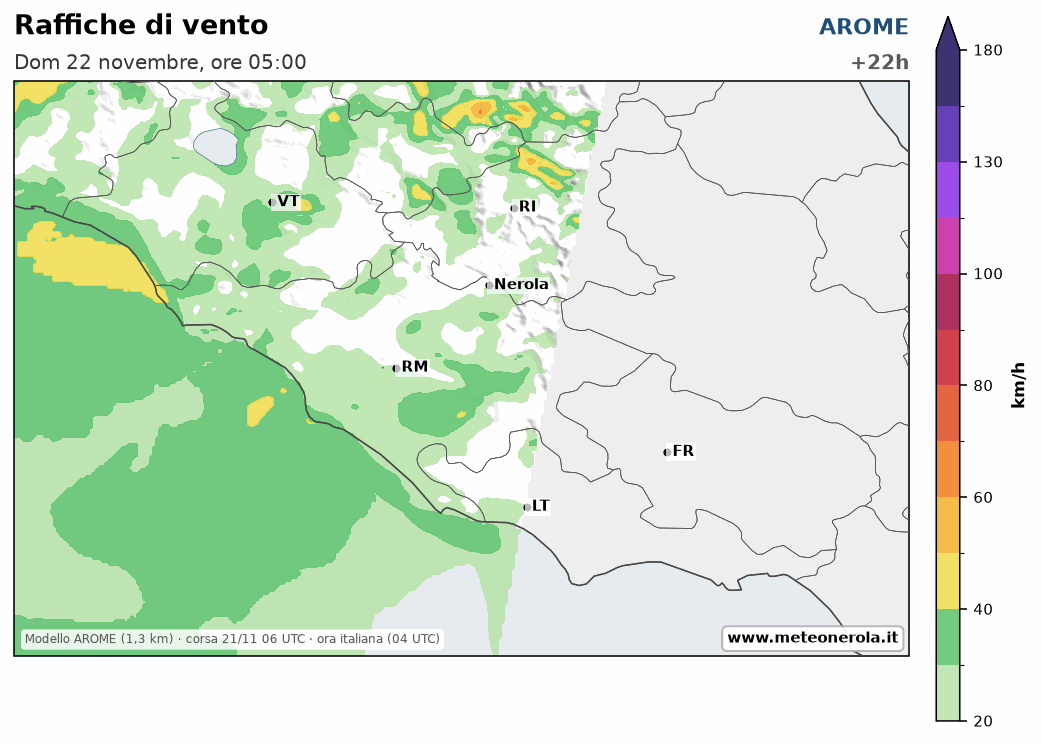 Raffiche di vento
AROME
Dom 22 novembre, ore 05:00
+22h
VT
RI
Nerola
RM
FR
LT
Modello AROME (1,3 km) · corsa 21/11 06 UTC · ora italiana (04 UTC)
www.meteonerola.it
180
130
100
80
60
40
20
km/h